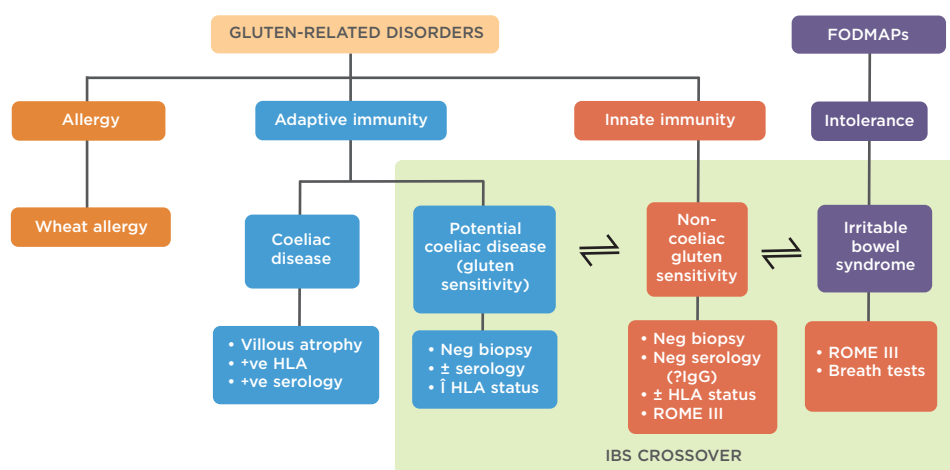 GLUTEN-RELATED DISORDERS
FODMAPs
Allergy
Adaptive immunity
Innate immunity
Intolerance
Wheat allergy
Coeliac
disease
Potential
coeliac disease
(gluten
sensitivity)
Non-
coeliac
gluten
sensitivity
Irritable
bowel
syndrome
• Villous atrophy
• +ve HLA
• +ve serology
• Neg biopsy
• ± serology
• Î HLA status
• Neg biopsy
• Neg serology
(?IgG)
• ± HLA status
• ROME III
• ROME III
• Breath tests
IBS CROSSOVER